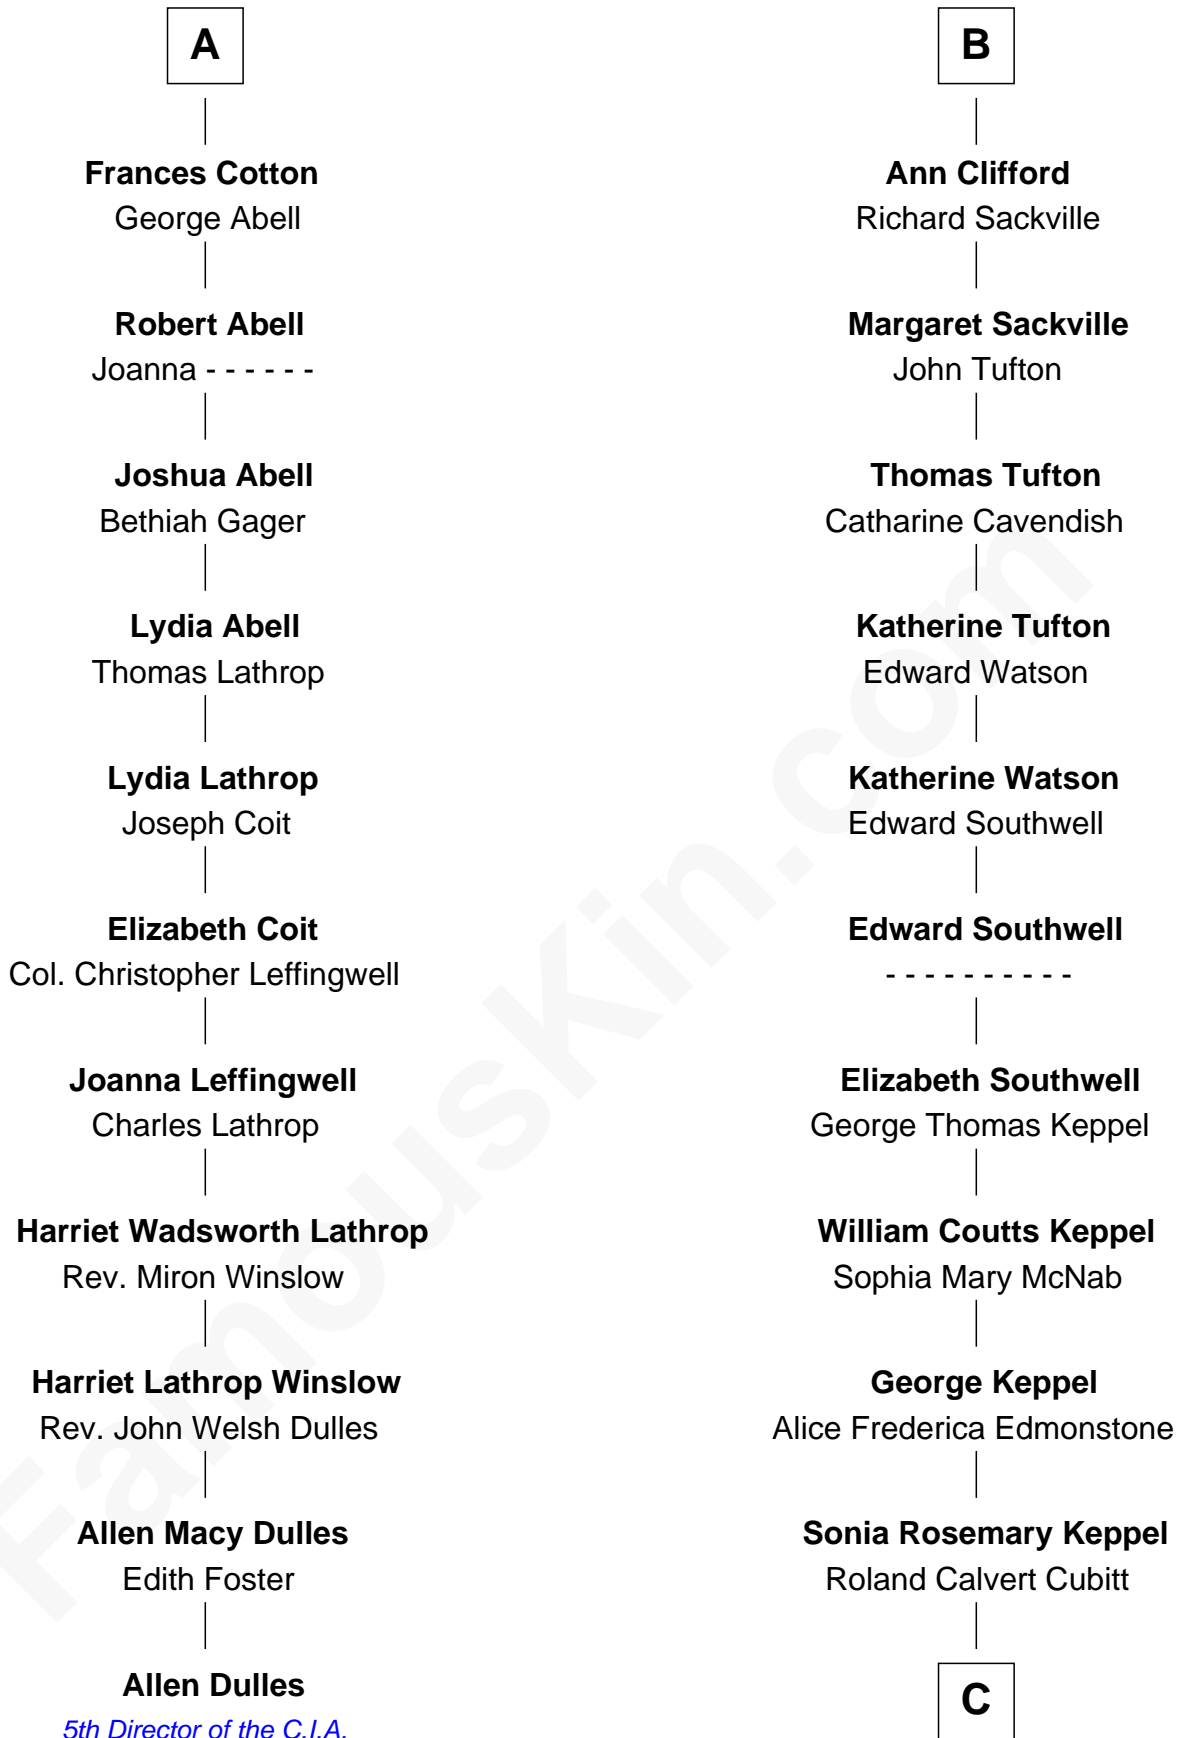 A
Frances Cotton
George Abell
Robert Abell
Joanna - - - - - -
Joshua Abell
Bethiah Gager
Lydia Abell
Thomas Lathrop
Lydia Lathrop
Joseph Coit
Elizabeth Coit
Col. Christopher Leffingwell
Joanna Leffingwell
Charles Lathrop
Harriet Wadsworth Lathrop
Rev. Miron Winslow
Harriet Lathrop Winslow
Rev. John Welsh Dulles
Allen Macy Dulles
Edith Foster
Allen Dulles
5th Director of the C.I.A.
B
Ann Clifford
Richard Sackville
Margaret Sackville
John Tufton
Thomas Tufton
Catharine Cavendish
Katherine Tufton
Edward Watson
Katherine Watson
Edward Southwell
Edward Southwell
- - - - - - - - - -
Elizabeth Southwell
George Thomas Keppel
William Coutts Keppel
Sophia Mary McNab
George Keppel
Alice Frederica Edmonstone
Sonia Rosemary Keppel
Roland Calvert Cubitt
C
FamousKin.com